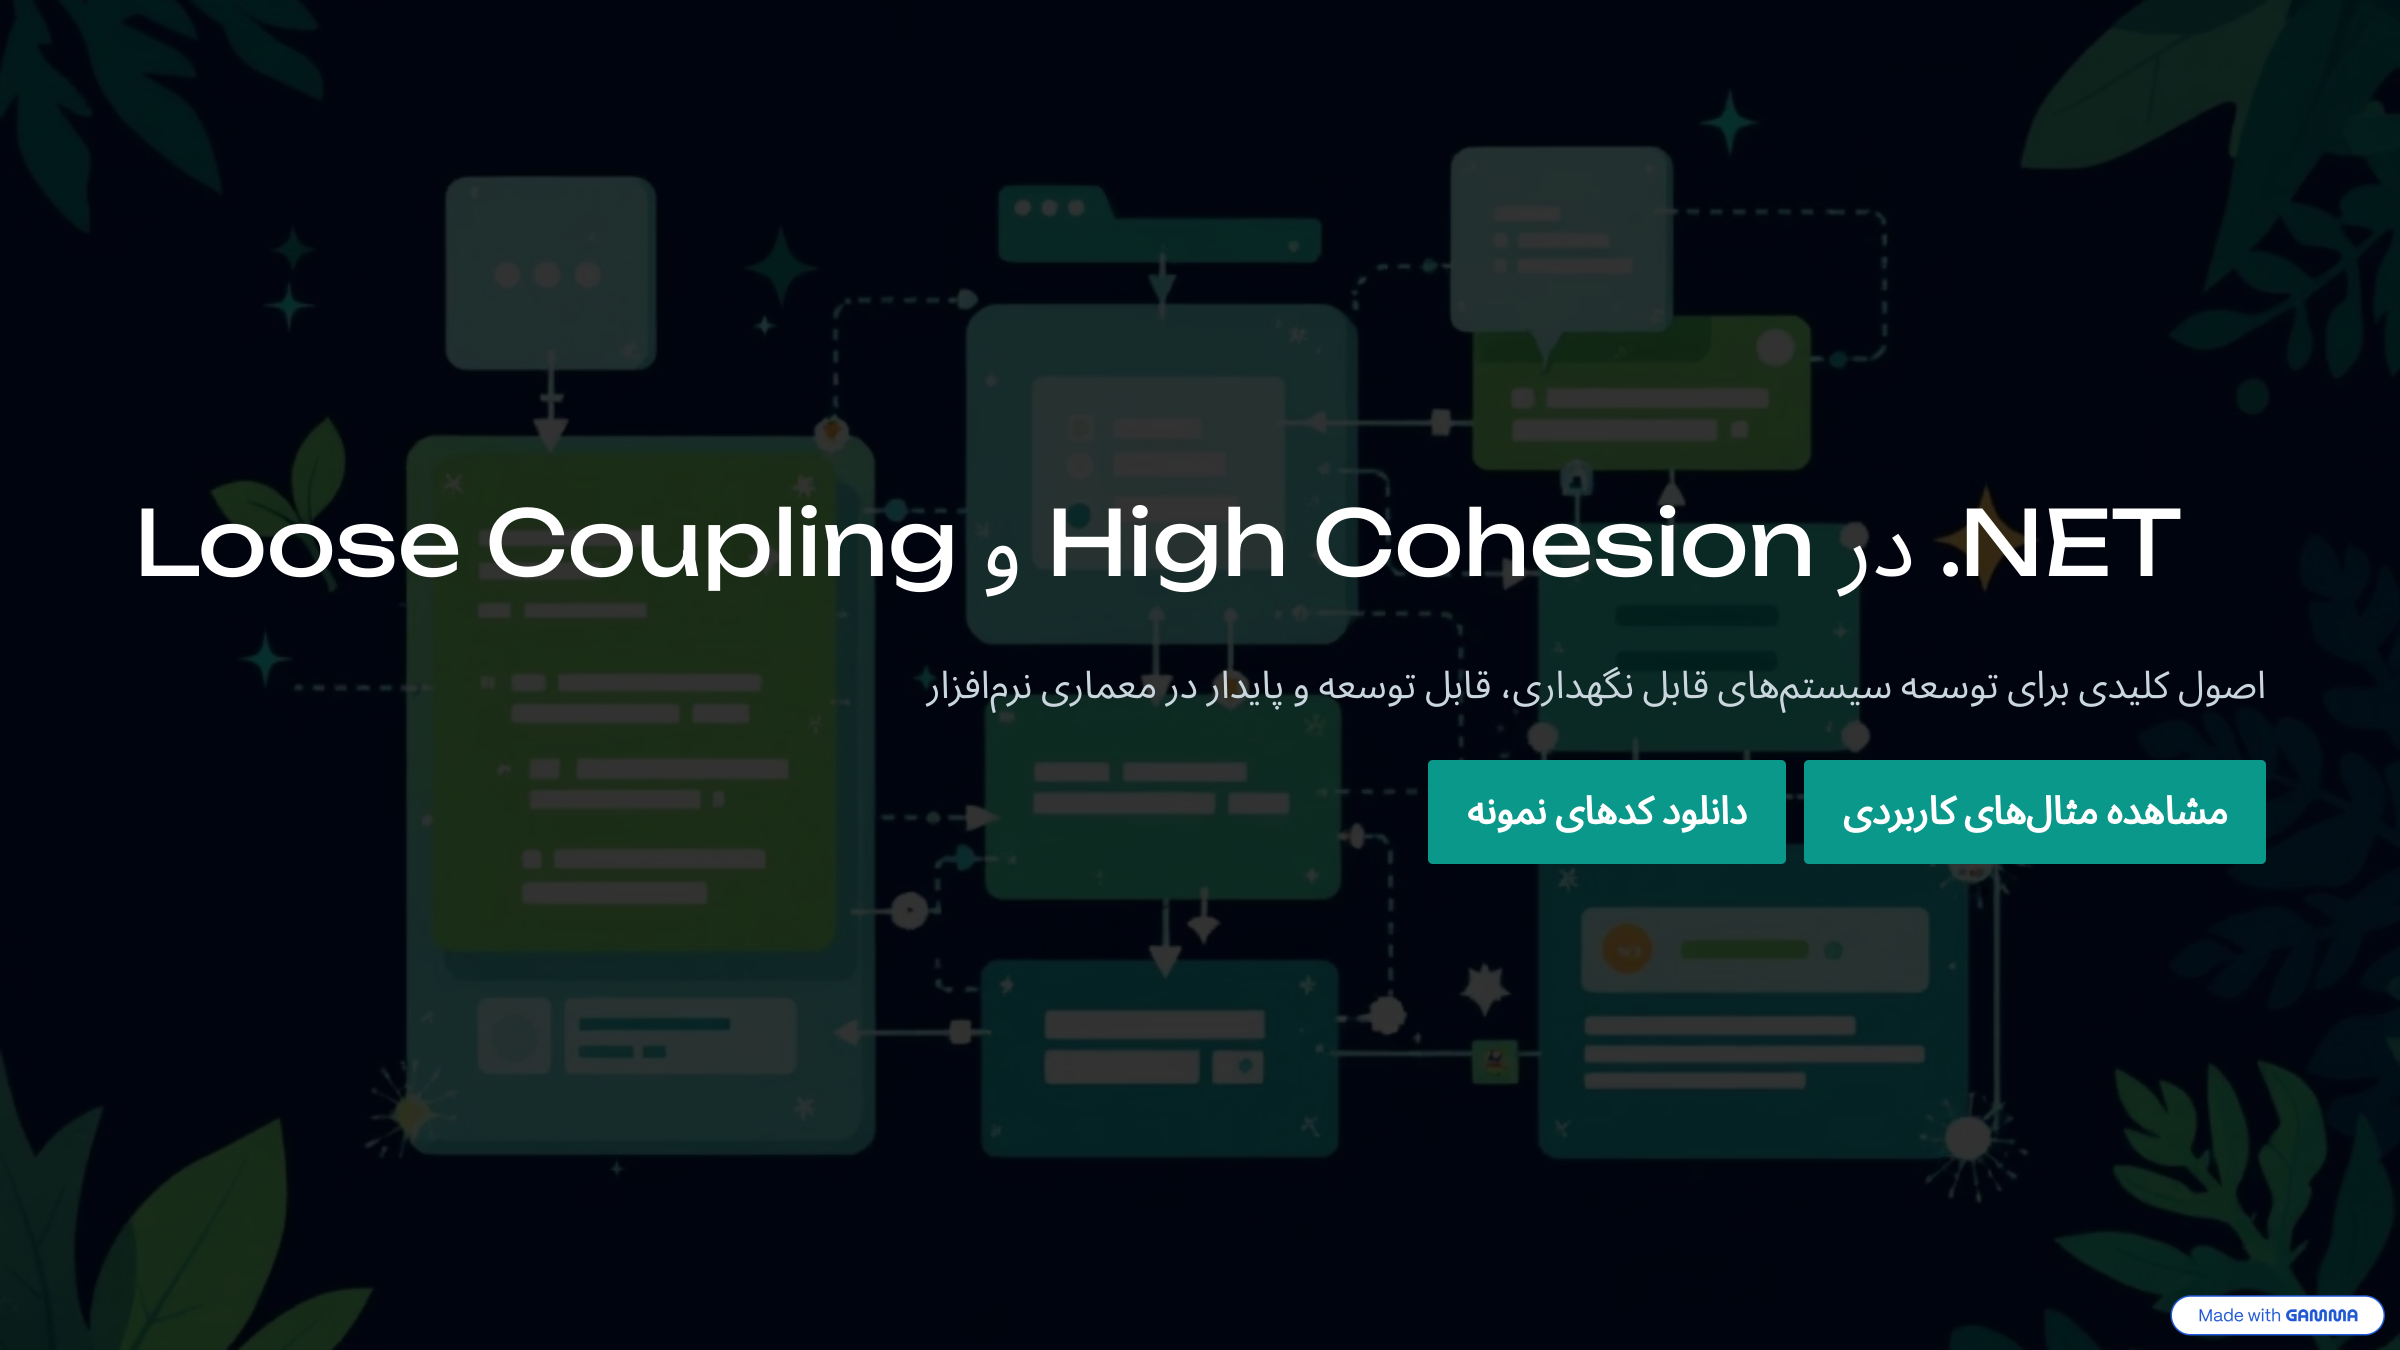 Loose Coupling و High Cohesion در .NET
اصول کلیدی برای توسعه سیستم‌های قابل نگهداری، قابل توسعه و پایدار در معماری نرم‌افزار
مشاهده مثال‌های کاربردی
دانلود کدهای نمونه
Made with GAMMA